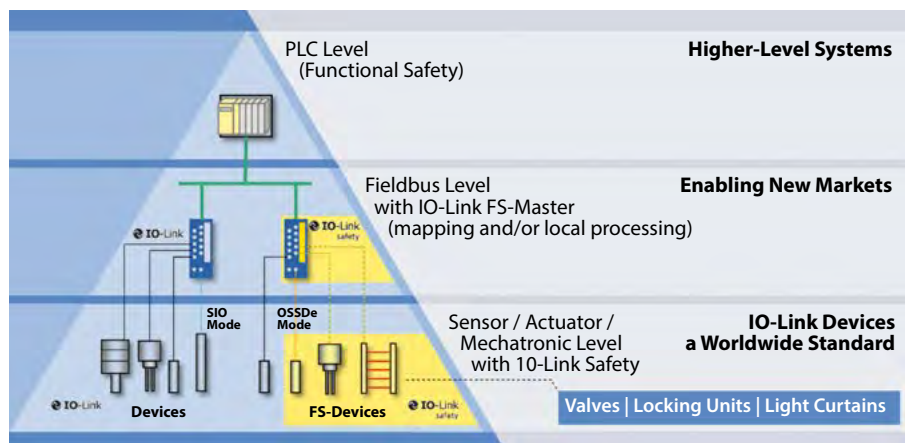 PLC Level
(Functional Safety)
Higher-Level Systems
Fieldbus Level
with IO-Link FS-Master
(mapping and/or local processing)
Enabling New Markets
IO-Link
IO-Link
safety
SIO
Mode
OSSDe
Mode
Sensor / Actuator /
Mechatronic Level
with 10-Link Safety
IO-Link Devices
a Worldwide Standard
IO-Link
Devices
FS-Devices
IO-Link
safety
Valves | Locking Units | Light Curtains